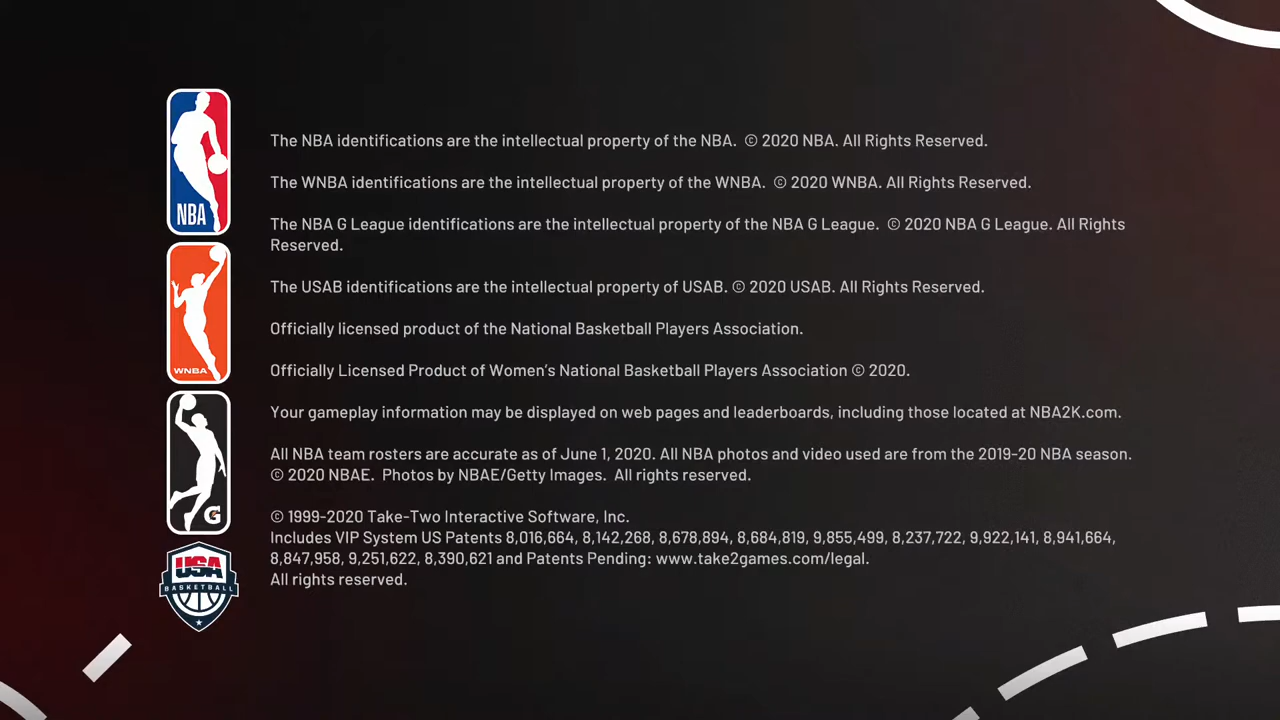 The NBA identifications are the intellectual property of the NBA. © 2020 NBA. All Rights Reserved.
The WNBA identifications are the intellectual property of the WNBA. © 2020 WNBA. All Rights Reserved.
The NBA G League identifications are the intellectual property of the NBA G League. © 2020 NBA G League. All Rights
Reserved.
The USAB identifications are the intellectual property of USAB. © 2020 USAB. All Rights Reserved.
Officially licensed product of the National Basketball Players Association.
Officially Licensed Product of Women's National Basketball Players Association © 2020.
Your gameplay information may be displayed on web pages and leaderboards, including those located at NBA2K.com.
All NBA team rosters are accurate as of June 1, 2020. All NBA photos and video used are from the 2019-20 NBA season.
© 2020 NBAE. Photos by NBAE/Getty Images. All rights reserved.
© 1999-2020 Take-Two Interactive Software, Inc.
Includes VIP System US Patents 8,016,664, 8,142,268, 8,678,894, 8,684,819, 9,855,499, 8,237,722, 9,922,141, 8,941,664,
8,847,958, 9,251,622, 8,390,621 and Patents Pending: www.take2games.com/legal.
All rights reserved.
NBA
WNBA
G
USA
BASKETBALL